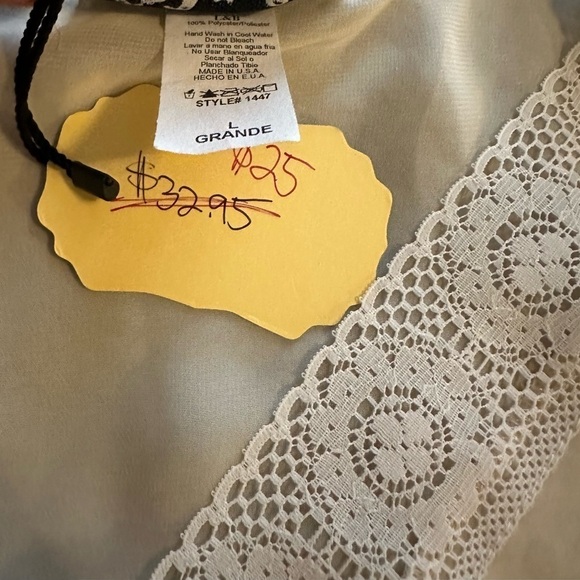 L&B
100% Polyester/Poliester
Hand Wash in Cool Water
Do not Bleach
Lavar a mano en agua fria
No Usar Blanqueador
Secar al Sol o
Planchado Tibio
MADE IN U.S.A.
HECHO EN E.U.A.
STYLE# 1447
L
GRANDE
$25
$32.95